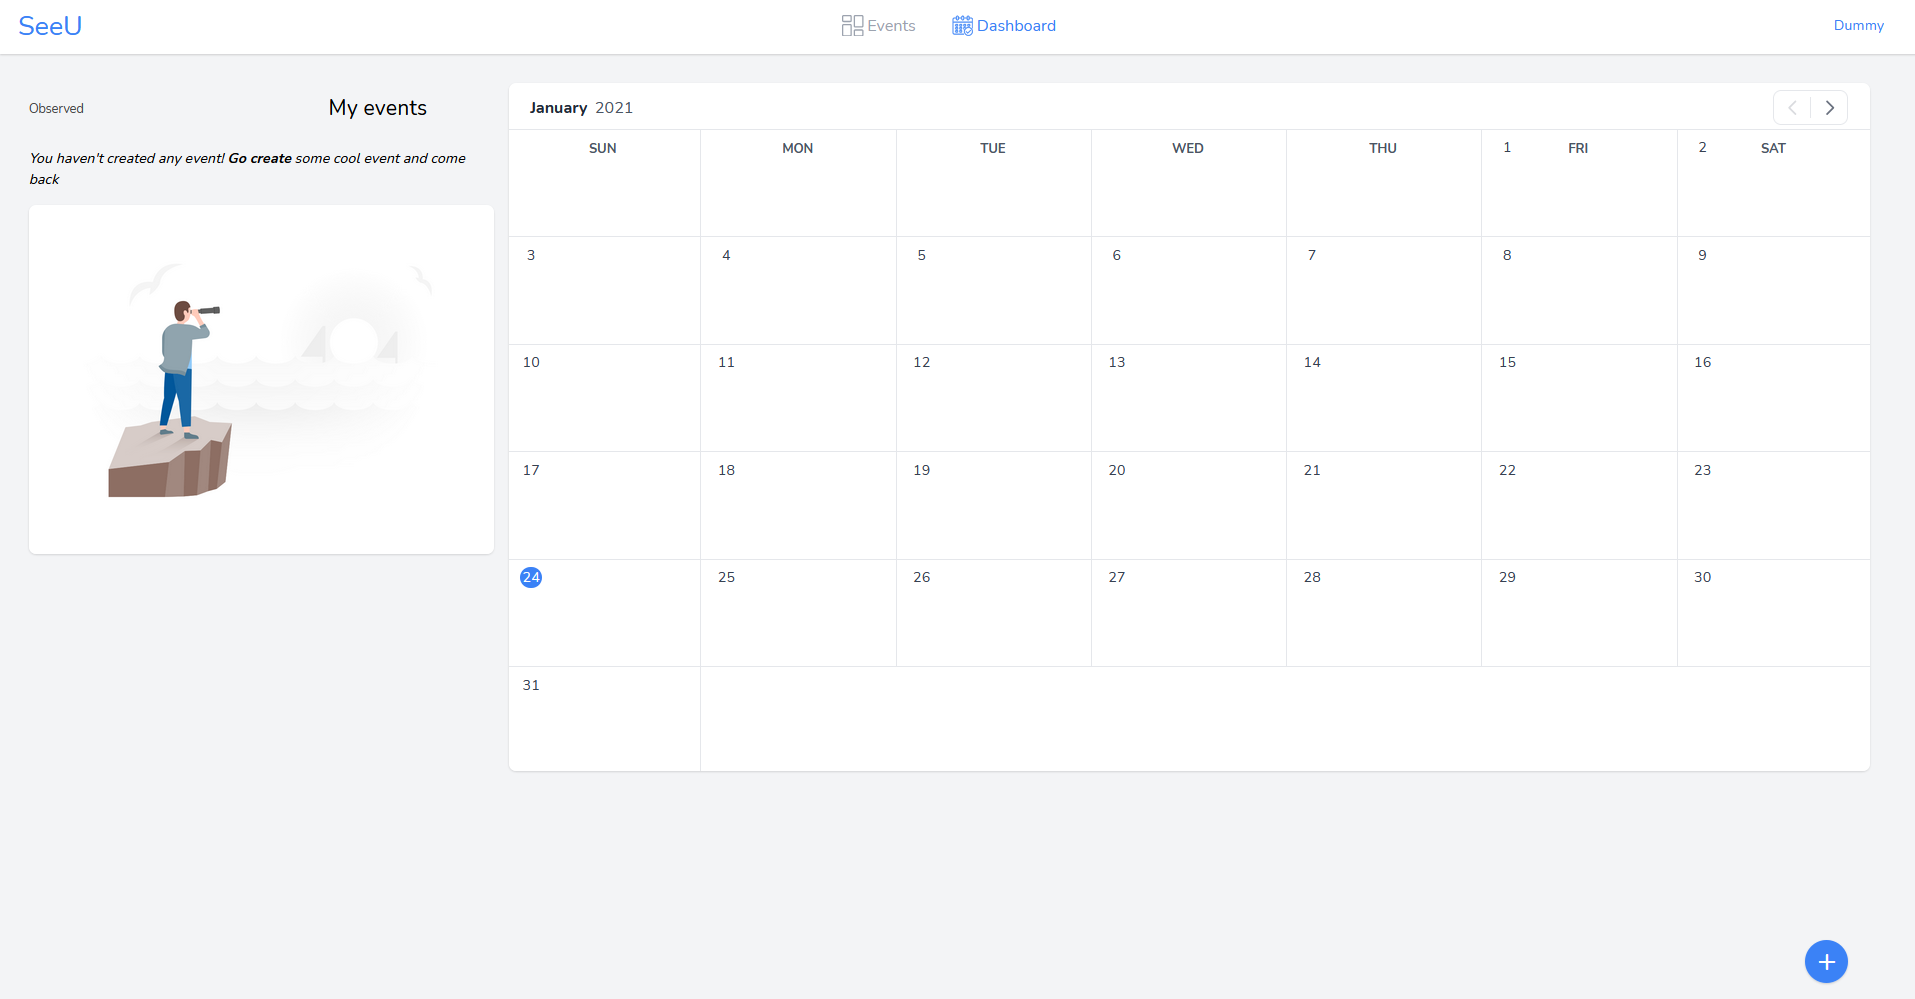 SeeU
Events
Dashboard
Dummy
Observed
My events
You haven't created any event! Go create some cool event and come
back
January 2021
SUN MON TUE WED THU 1 FRI 2 SAT
3 4 5 6 7 8 9
10 11 12 13 14 15 16
17 18 19 20 21 22 23
24 25 26 27 28 29 30
31